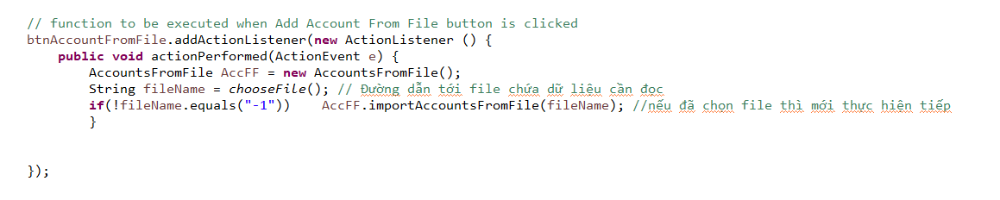 // function to be executed when Add Account From File button is clicked
btnAccountFromFile.addActionListener(new ActionListener () {
public void actionPerformed(ActionEvent e) {
AccountsFromFile AccFF = new AccountsFromFile();
String fileName = chooseFile(); // Đường dẫn tới file chứa dữ liệu cần đọc
if(!fileName.equals("-1")) AccFF.importAccountsFromFile(fileName); //nếu đã chọn file thì mới thực hiện tiếp
}
});